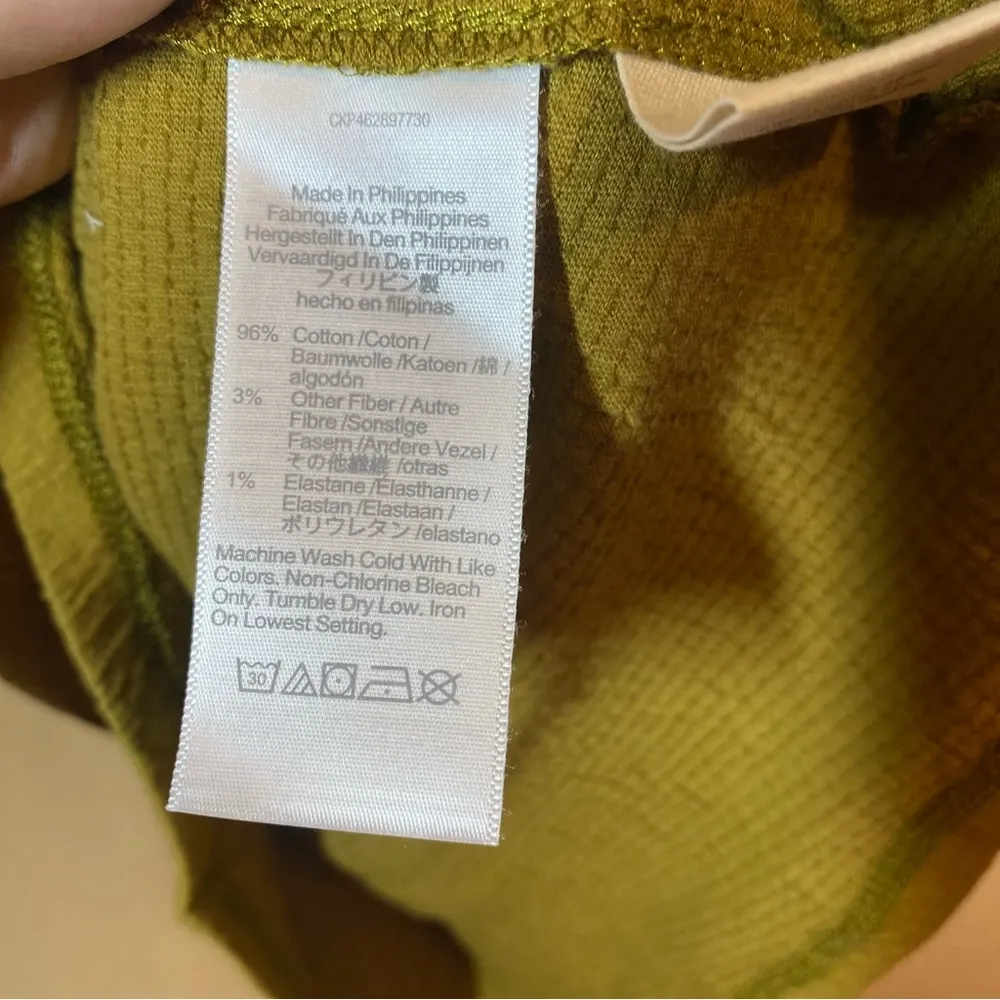 CKP462897730
Made In Philippines
Fabriqué Aux Philippines
Hergestellt In Den Philippinen
Vervaardigd In De Filippijnen
フィリピン製
hecho en filipinas
96% Cotton /Coton /
Baumwolle /Katoen /綿 /
algodón
3% Other Fiber / Autre
Fibre /Sonstige
Fasern /Andere Vezel /
その他繊維 /otras
1% Elastane /Elasthanne /
Elastan /Elastaan /
ポリウレタン /elastano
Machine Wash Cold With Like
Colors. Non-Chlorine Bleach
Only. Tumble Dry Low. Iron
On Lowest Setting.
30